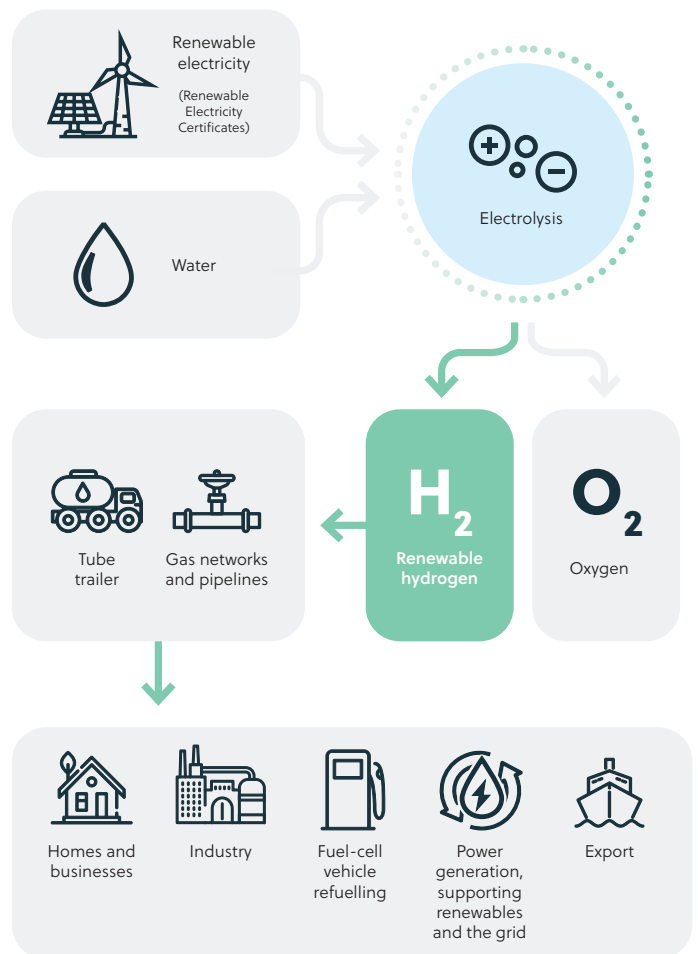 Renewable
electricity
(Renewable
Electricity
Certificates)
Electrolysis
Water
H2
Renewable
hydrogen
O2
Oxygen
Tube
trailer
Gas networks
and pipelines
Homes and
businesses
Industry
Fuel-cell
vehicle
refuelling
Power
generation,
supporting
renewables
and the grid
Export